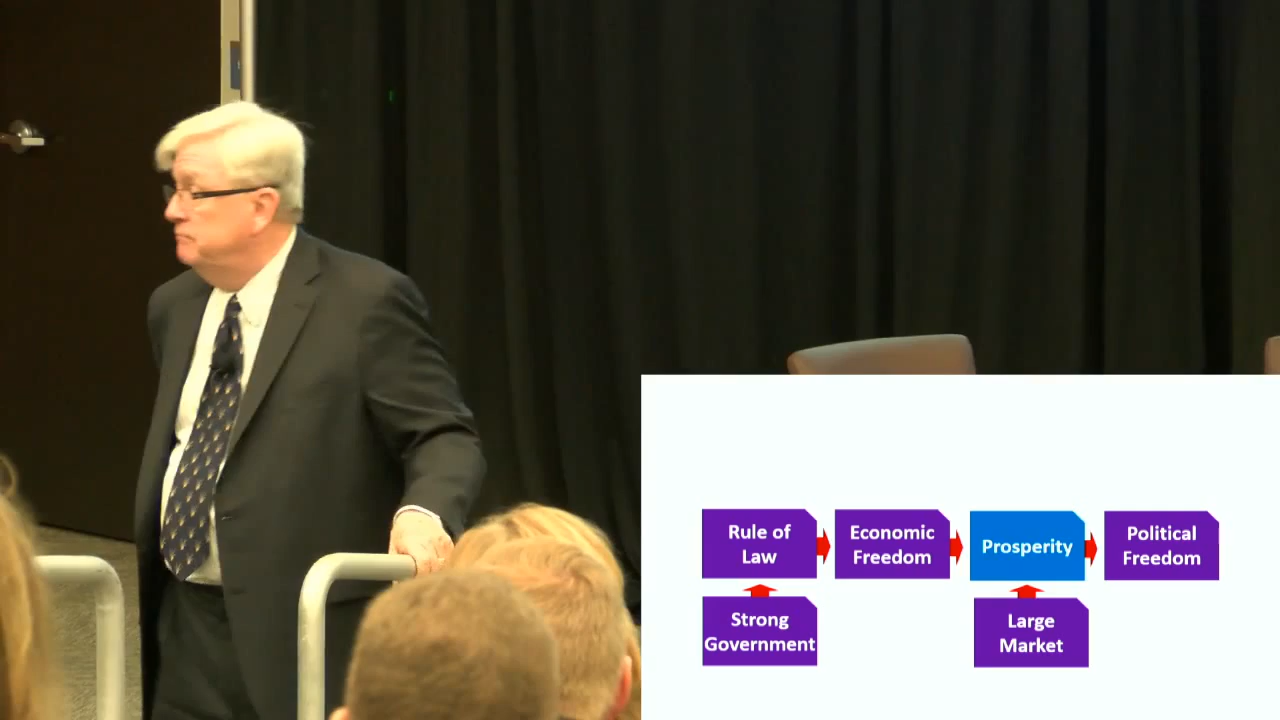 Rule of
Law
Economic
Freedom
Prosperity
Political
Freedom
Strong
Government
Large
Market